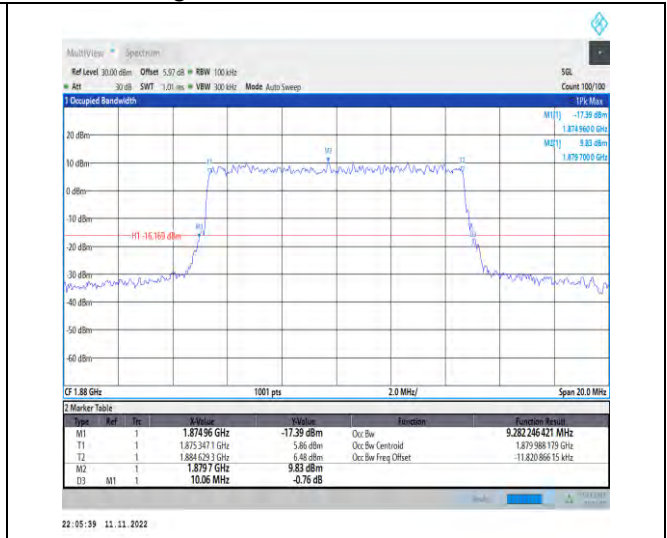 MultiView Spectrum
Ref Level 30.00 dBm Offset 5.97 dB RBW 100 kHz SGL
Att 30 dB SWT 1.01 ms VBW 300 kHz Mode Auto Sweep Count 100/100
1 Occupied Bandwidth 1Pk Max
M1[1] -17.39 dBm
1.874 960 0 GHz
M2[1] 9.83 dBm
1.879 700 0 GHz
20 dBm
M2
T1
T2
10 dBm
0 dBm
-10 dBm
M1
H1 -16.169 dBm
-20 dBm
-30 dBm
-40 dBm
-50 dBm
-60 dBm
CF 1.88 GHz 1001 pts 2.0 MHz/ Span 20.0 MHz
2 Marker Table
Type Ref Trc X-Value Y-Value Function Function Result
M1 1 1.874 96 GHz -17.39 dBm Occ Bw 9.282 246 421 MHz
T1 1 1.875 347 1 GHz 5.86 dBm Occ Bw Centroid 1.879 988 179 GHz
T2 1 1.884 629 3 GHz 6.48 dBm Occ Bw Freq Offset -11.820 866 15 kHz
M2 1 1.879 7 GHz 9.83 dBm
D3 M1 1 10.06 MHz -0.76 dB
22:05:39 11.11.2022